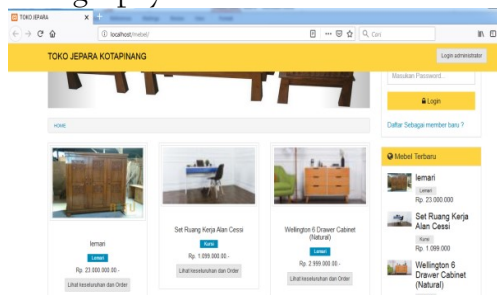 TOKO JEPARA
localhost/mebel/
Cari
TOKO JEPARA KOTAPINANG
Login administrator
Masukan Password
Login
Daftar Sebagai member baru ?
HOME
Mebel Terbaru
lemari
Lemari
Rp. 23.000.000
Set Ruang Kerja
Alan Cessi
Kursi
Rp. 1.099.000
Wellington 6
Drawer Cabinet
(Natural)
lemari
Lemari
Rp. 23.000.000.00.-
Lihat keseluruhan dan Order
Set Ruang Kerja Alan Cessi
Kursi
Rp. 1.099.000.00.-
Lihat keseluruhan dan Order
Wellington 6 Drawer Cabinet
(Natural)
Lemari
Rp. 2.999.000.00.-
Lihat keseluruhan dan Order